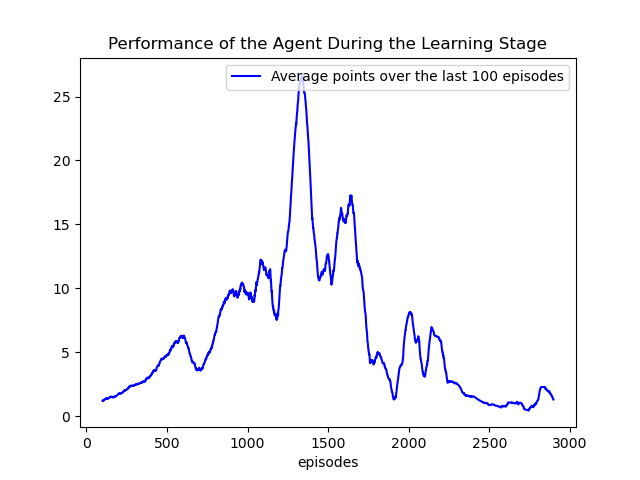 Performance of the Agent During the Learning Stage
Average points over the last 100 episodes
25
20
15
10
5
0
0 500 1000 1500 2000 2500 3000
episodes